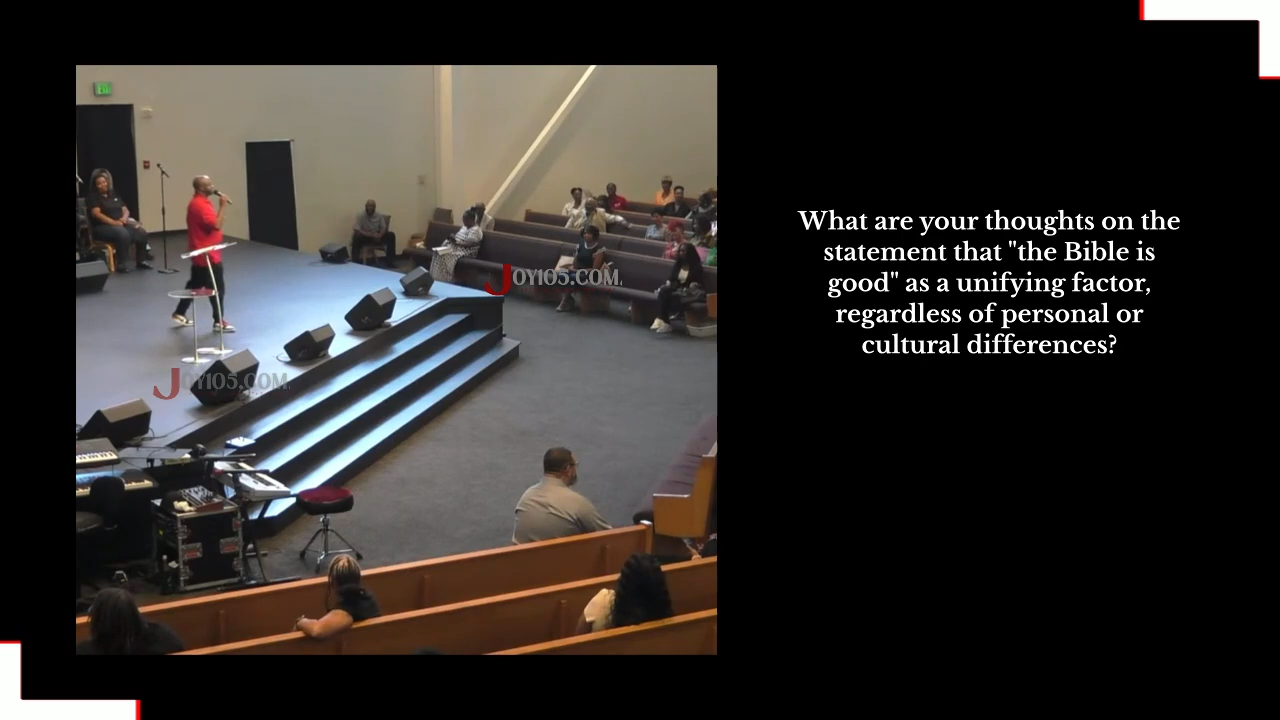 What are your thoughts on the
statement that "the Bible is
good" as a unifying factor,
regardless of personal or
cultural differences?
JOY105.COM.
JOY105.COM.